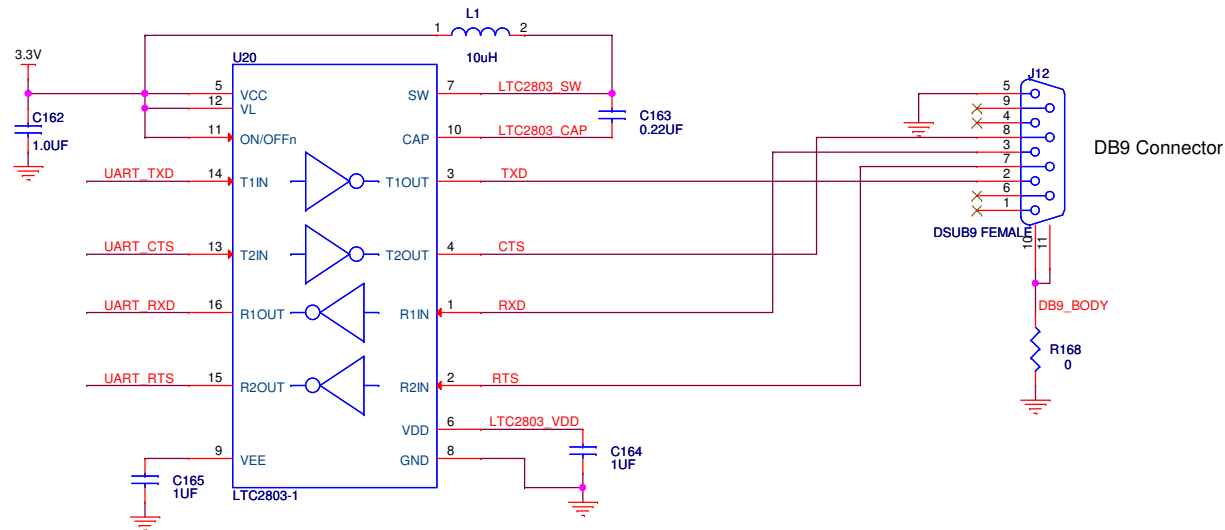 L1
1 2
10uH
3.3V
U20
J12
5 VCC
12 VL
11 ON/OFFn
14 T1IN
13 T2IN
16 R1OUT
15 R2OUT
9 VEE
SW 7 LTC2803_SW
CAP 10 LTC2803_CAP
T1OUT 3 TXD
T2OUT 4 CTS
R1IN 1 RXD
R2IN 2 RTS
VDD 6 LTC2803_VDD
GND 8
LTC2803-1
C162
1.0UF
UART_TXD
UART_CTS
UART_RXD
UART_RTS
C165
1UF
C163
0.22UF
C164
1UF
5
9
4
8
3
7
2
6
1
DSUB9 FEMALE
10
11
DB9 Connector
DB9_BODY
R168
0